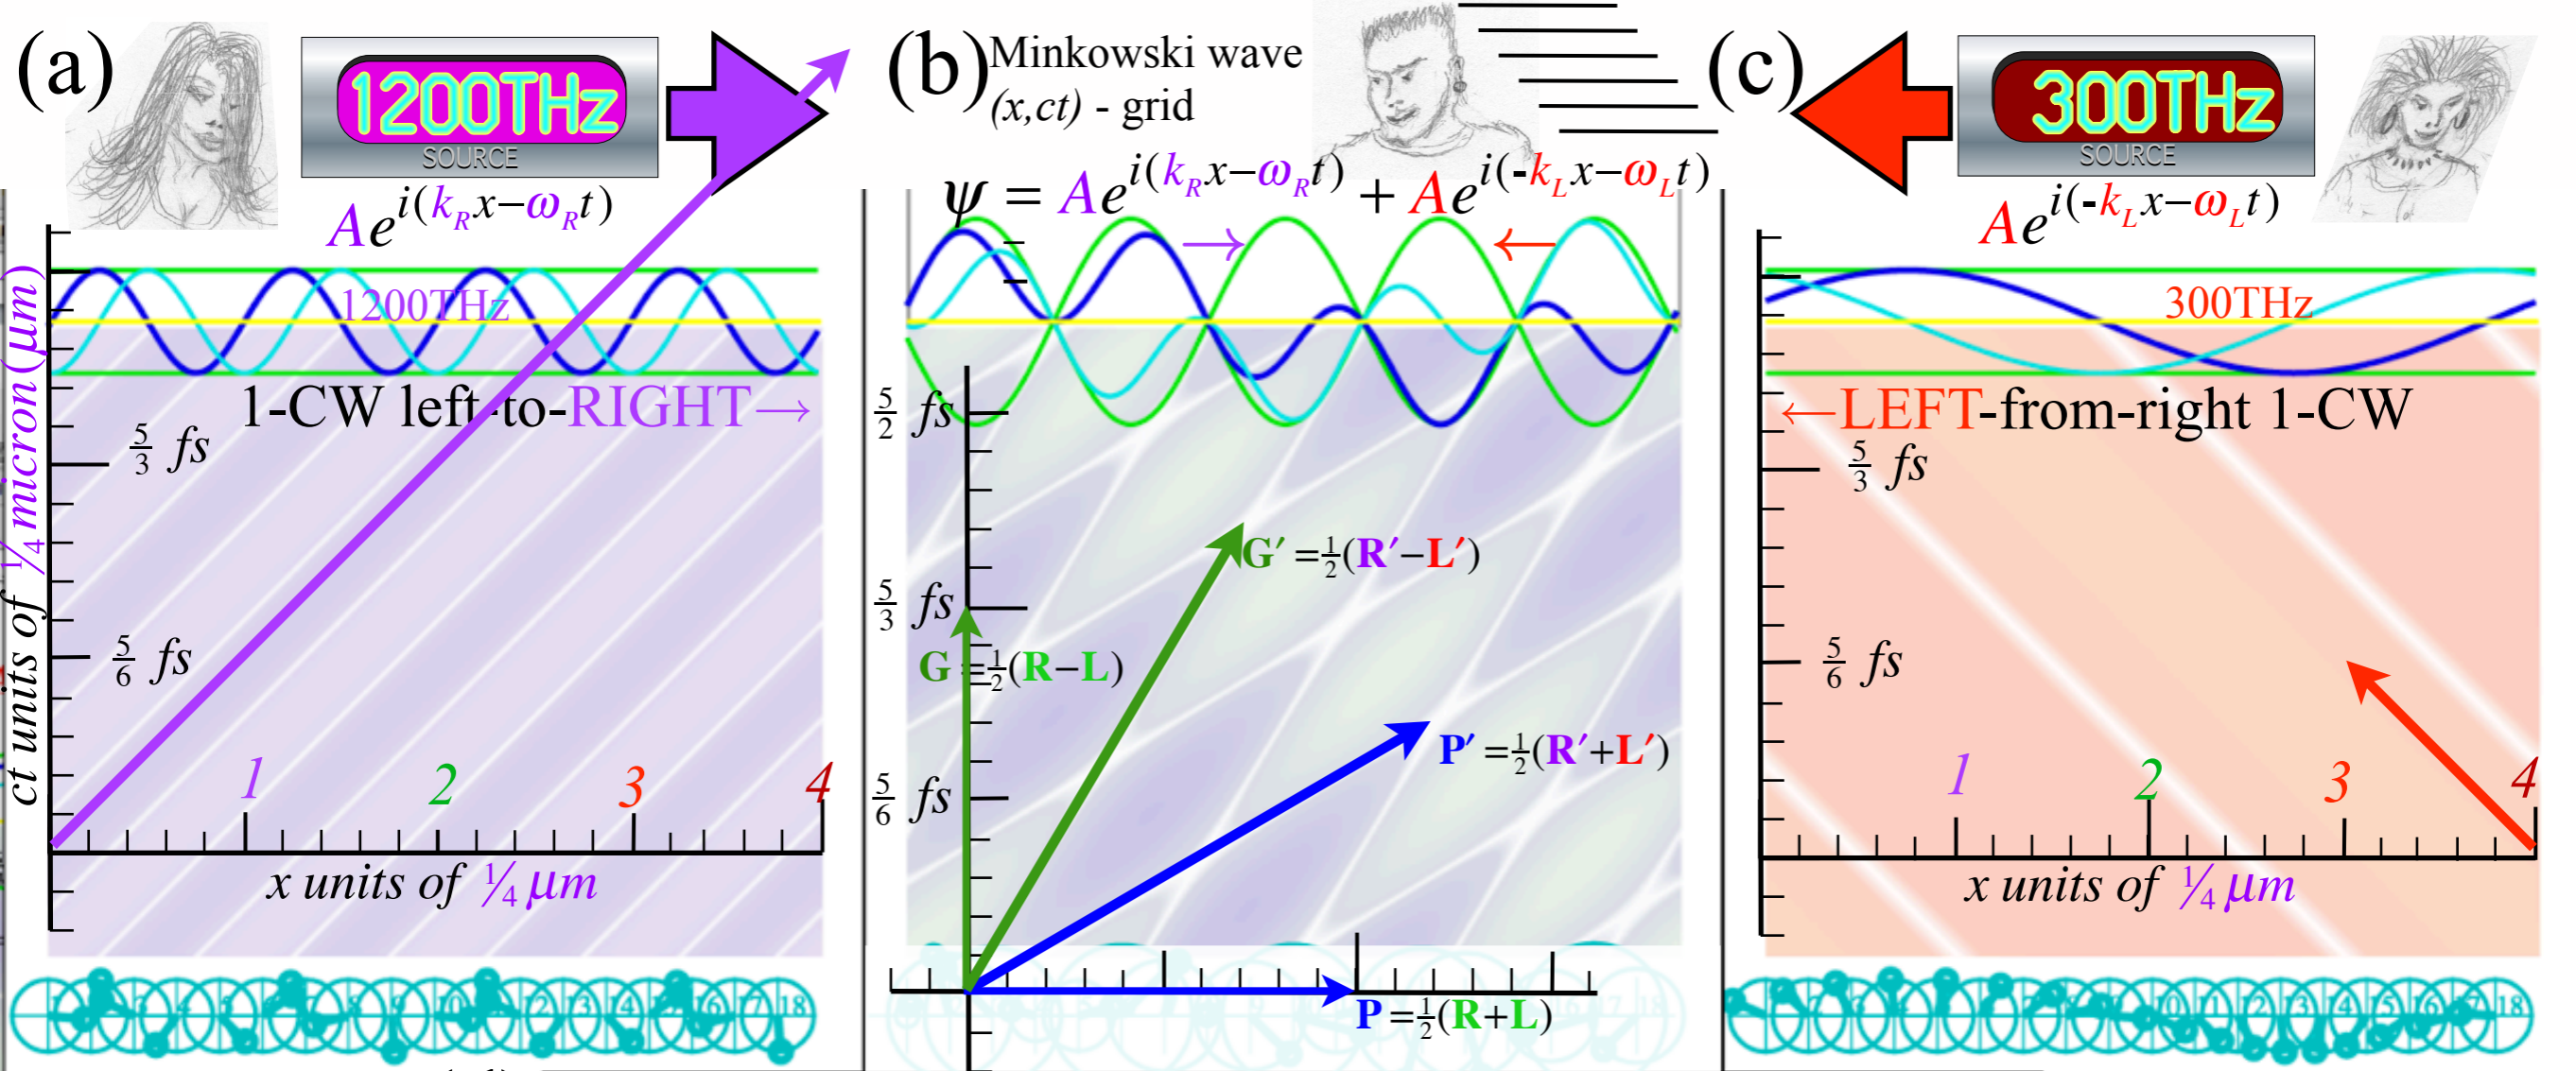 (a)
1200THz
SOURCE
Ae^{i(k_R x−ω_R t)}
1200THz
1-CW left-to-RIGHT→
ct units of ¼ micron (μm)
5/3 fs
5/6 fs
1 2 3 4
x units of ¼ μm
(b) Minkowski wave
(x,ct) - grid
ψ = Ae^{i(k_R x−ω_R t)} + Ae^{i(-k_L x−ω_L t)}
5/2 fs
G′ =½(R′−L′)
5/3 fs
G =½(R−L)
P′ =½(R′+L′)
5/6 fs
P =½(R+L)
(c)
300THz
SOURCE
Ae^{i(-k_L x−ω_L t)}
300THz
←LEFT-from-right 1-CW
5/3 fs
5/6 fs
1 2 3 4
x units of ¼ μm